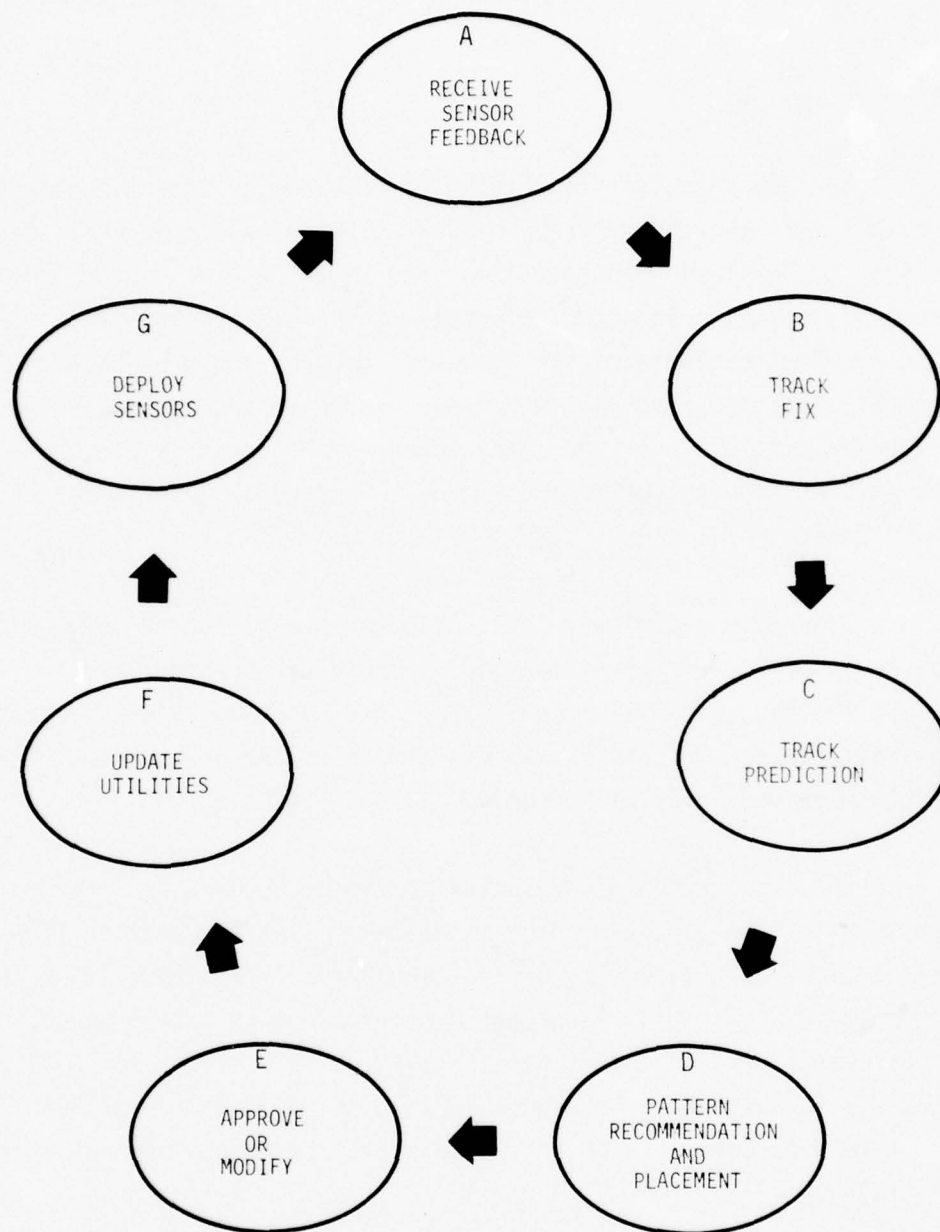 A
RECEIVE
SENSOR
FEEDBACK
B
TRACK
FIX
C
TRACK
PREDICTION
D
PATTERN
RECOMMENDATION
AND
PLACEMENT
E
APPROVE
OR
MODIFY
F
UPDATE
UTILITIES
G
DEPLOY
SENSORS